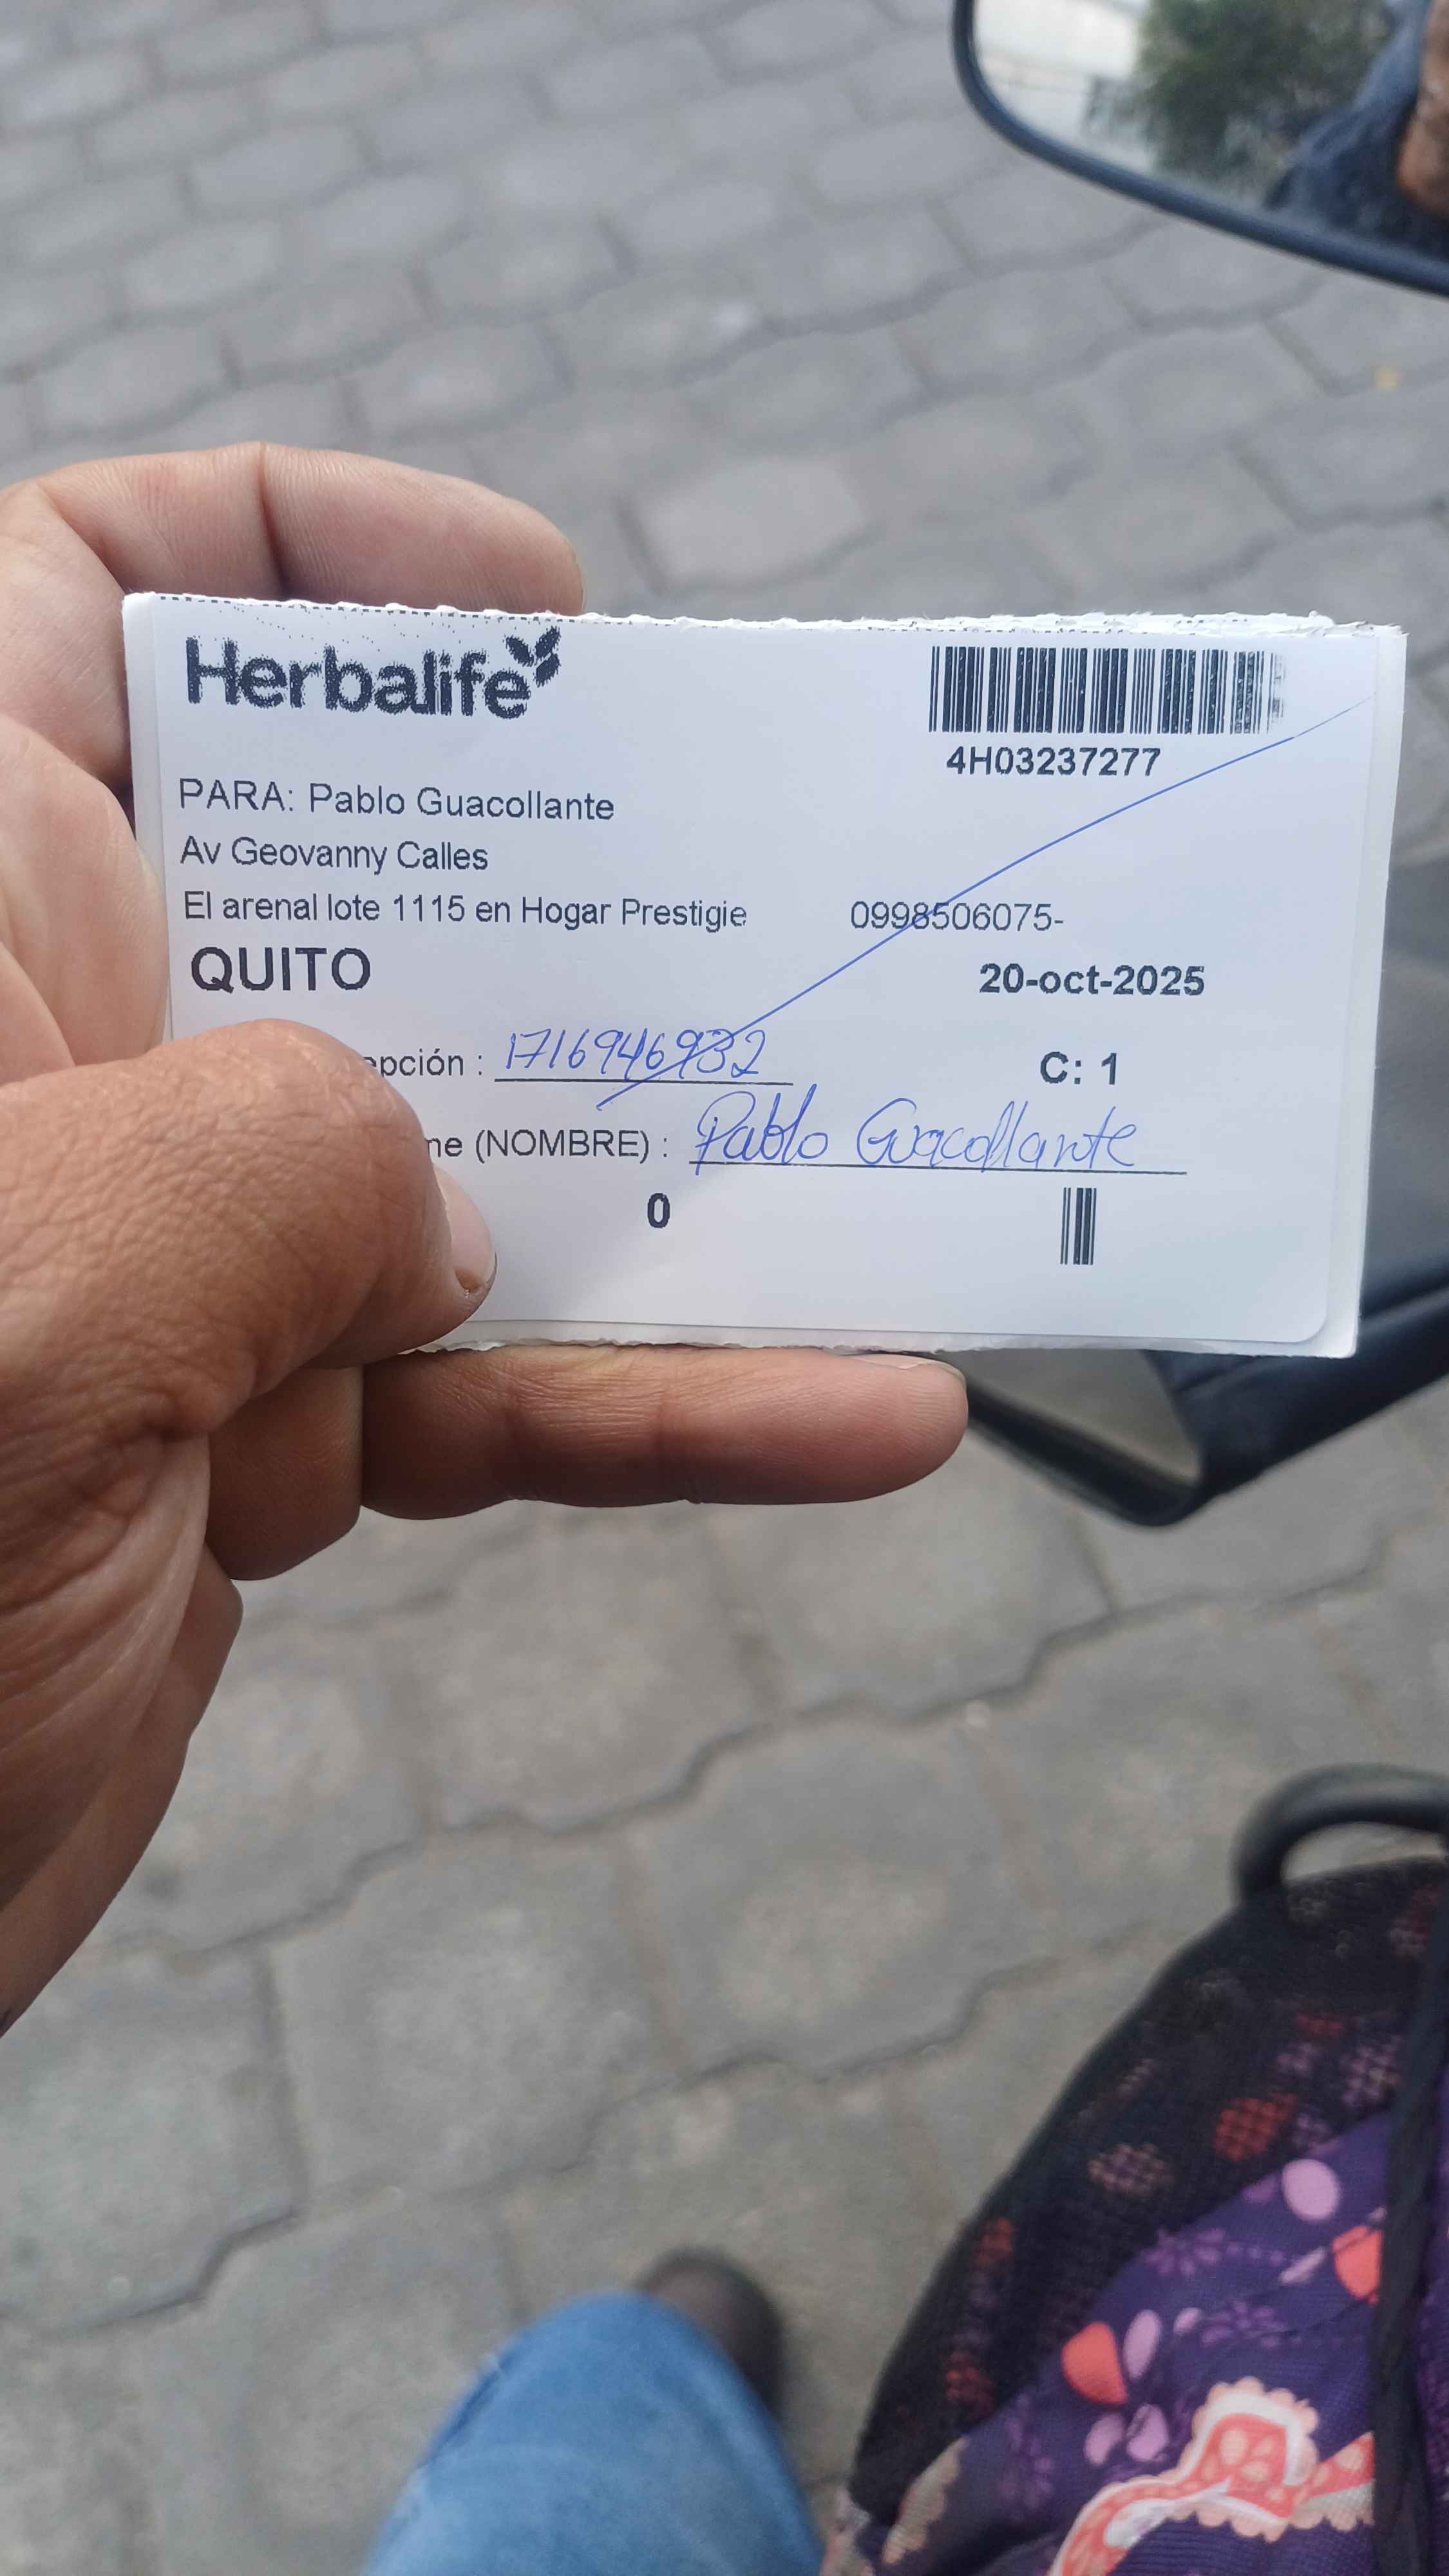 Herbalife
4H03237277
PARA: Pablo Guacollante
Av Geovanny Calles
El arenal lote 1115 en Hogar Prestigie 0998506075-
QUITO 20-oct-2025
epción : 1716946932 C: 1
me (NOMBRE) : Pablo Guacollante
0